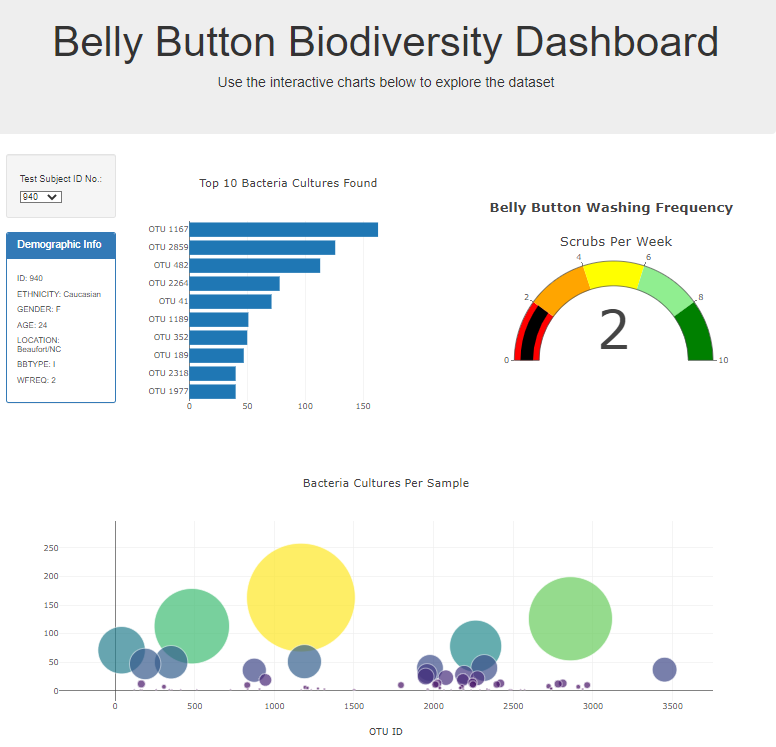 Belly Button Biodiversity Dashboard
Use the interactive charts below to explore the dataset
Test Subject ID No.:
940
Demographic Info
ID: 940
ETHNICITY: Caucasian
GENDER: F
AGE: 24
LOCATION:
Beaufort/NC
BBTYPE: I
WFREQ: 2
Top 10 Bacteria Cultures Found
OTU 1167
OTU 2859
OTU 482
OTU 2264
OTU 41
OTU 1189
OTU 352
OTU 189
OTU 2318
OTU 1977
0 50 100 150
Belly Button Washing Frequency
Scrubs Per Week
0 2 4 6 8 10
2
Bacteria Cultures Per Sample
250
200
150
100
50
0
0 500 1000 1500 2000 2500 3000 3500
OTU ID